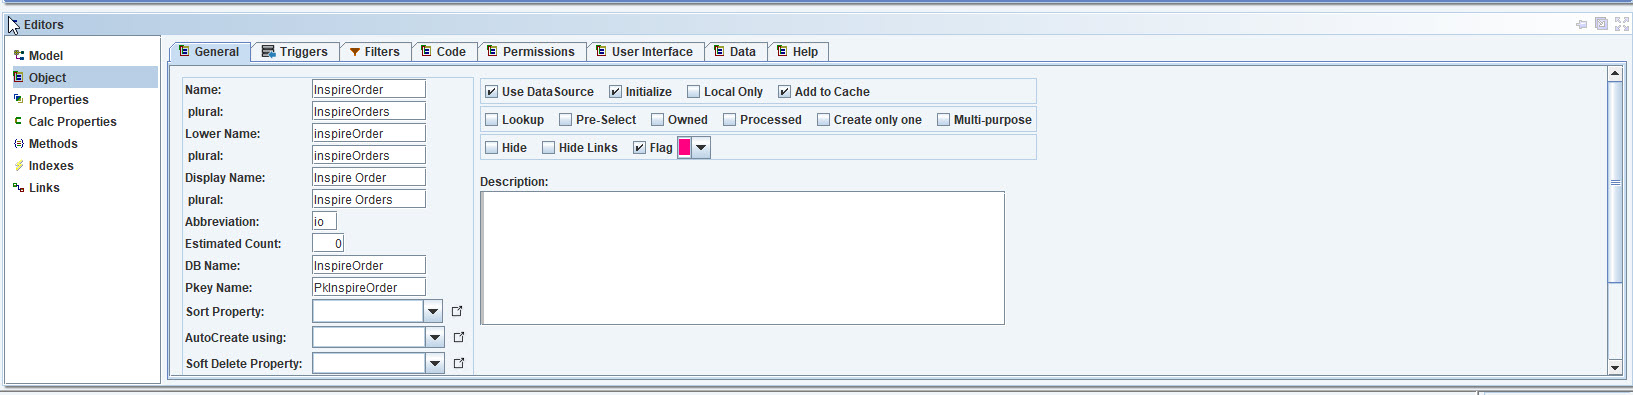 Editors
Model
Object
Properties
Calc Properties
Methods
Indexes
Links
General Triggers Filters Code Permissions User Interface Data Help
Name: InspireOrder
plural: InspireOrders
Lower Name: inspireOrder
plural: inspireOrders
Display Name: Inspire Order
plural: Inspire Orders
Abbreviation: io
Estimated Count: 0
DB Name: InspireOrder
Pkey Name: PkInspireOrder
Sort Property:
AutoCreate using:
Soft Delete Property:
Use DataSource Initialize Local Only Add to Cache
Lookup Pre-Select Owned Processed Create only one Multi-purpose
Hide Hide Links Flag
Description: